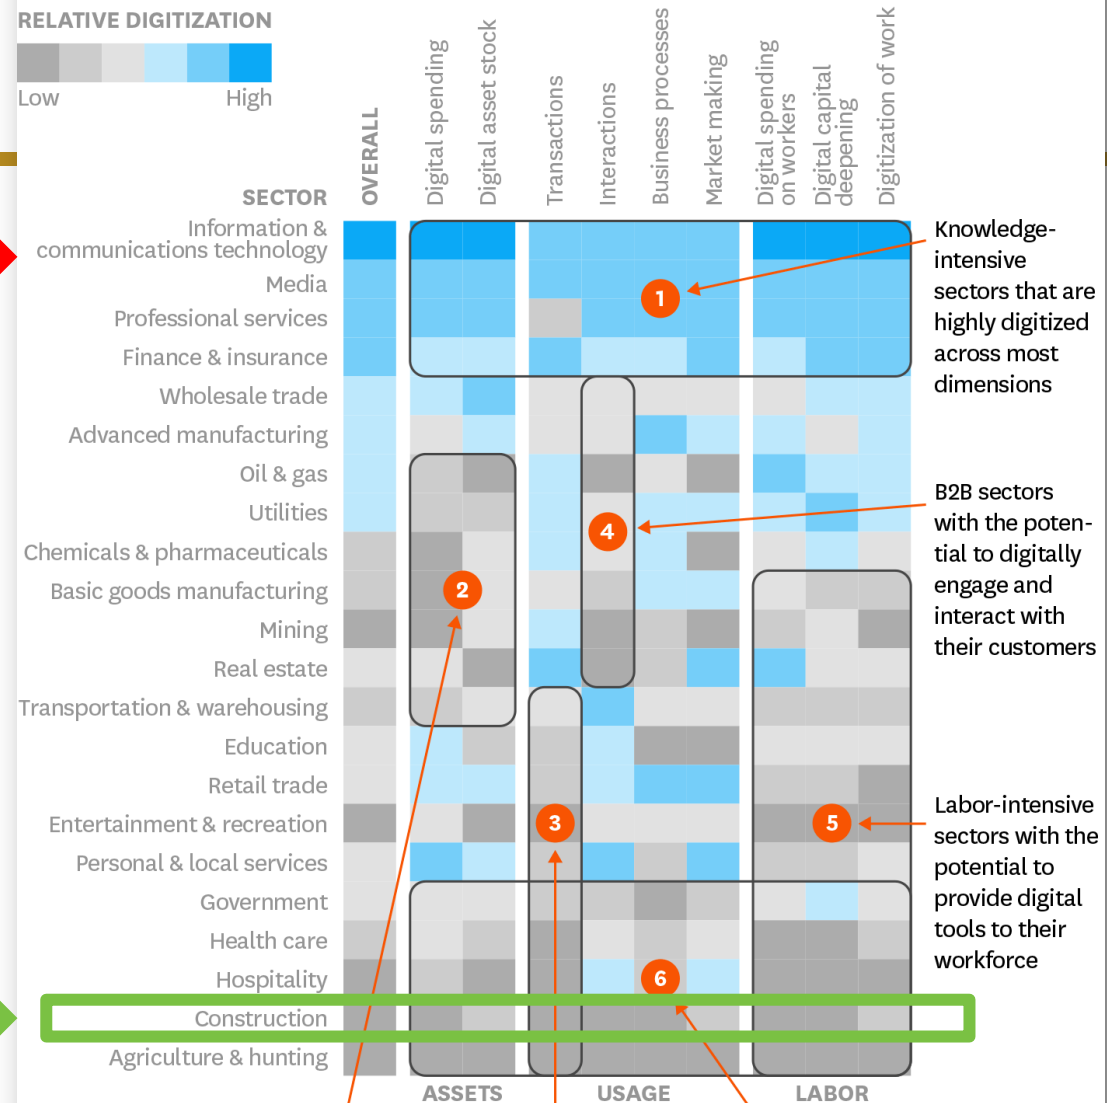 RELATIVE DIGITIZATION
Low
High
SECTOR
OVERALL
Digital spending
Digital asset stock
Transactions
Interactions
Business processes
Market making
Digital spending
on workers
Digital capital
deepening
Digitization of work
Information &
communications technology
Media
Professional services
Finance & insurance
Wholesale trade
Advanced manufacturing
Oil & gas
Utilities
Chemicals & pharmaceuticals
Basic goods manufacturing
Mining
Real estate
Transportation & warehousing
Education
Retail trade
Entertainment & recreation
Personal & local services
Government
Health care
Hospitality
Construction
Agriculture & hunting
1
2
3
4
5
6
Knowledge-
intensive
sectors that are
highly digitized
across most
dimensions
B2B sectors
with the poten-
tial to digitally
engage and
interact with
their customers
Labor-intensive
sectors with the
potential to
provide digital
tools to their
workforce
ASSETS
USAGE
LABOR